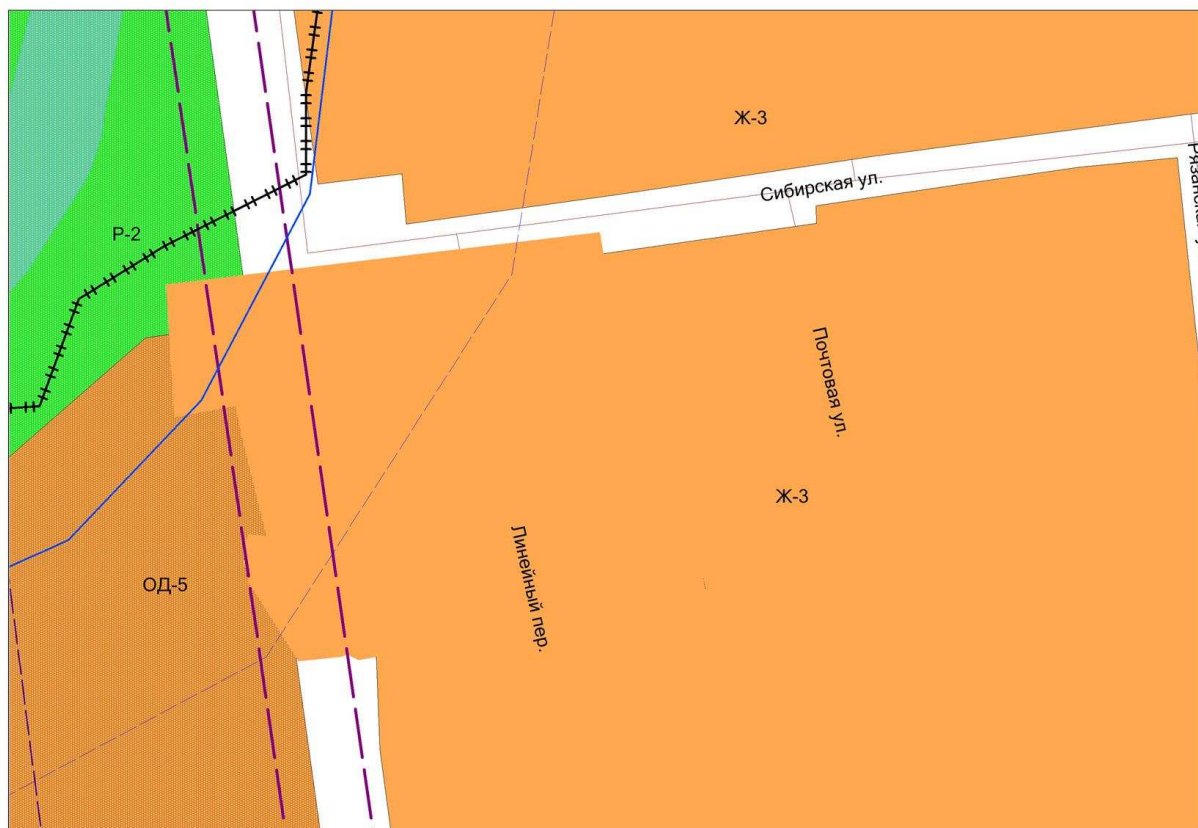 Ж-3
Сибирская ул.
Р-2
Почтовая ул.
Ж-3
Линейный пер.
ОД-5